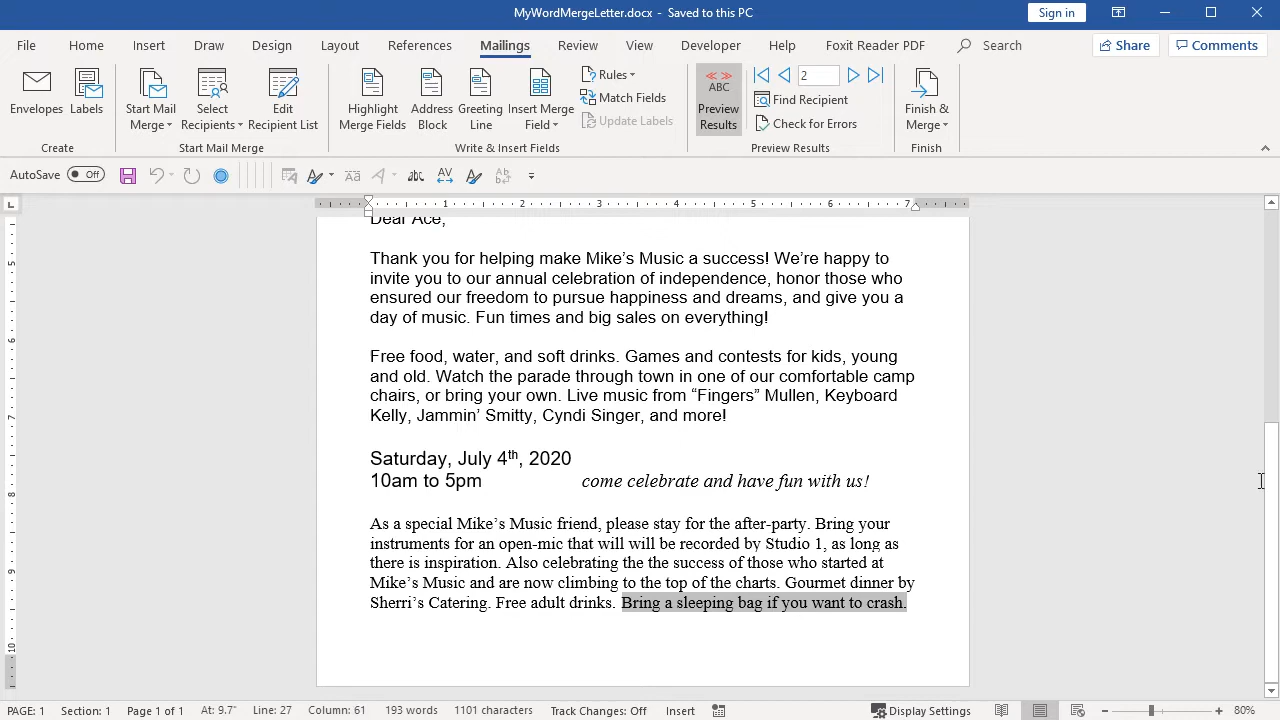 MyWordMergeLetter.docx - Saved to this PC
Sign in
File Home Insert Draw Design Layout References Mailings Review View Developer Help Foxit Reader PDF Search Share Comments
Envelopes
Labels
Start Mail
Merge
Select
Recipients
Edit
Recipient List
Highlight
Merge Fields
Address
Block
Greeting
Line
Insert Merge
Field
Rules
Match Fields
Update Labels
ABC
Preview
Results
2
Find Recipient
Check for Errors
Finish &
Merge
Create Start Mail Merge Write & Insert Fields Preview Results Finish
AutoSave Off
1 2 3 4 5 6 7
Dear Ace,
Thank you for helping make Mike’s Music a success! We’re happy to
invite you to our annual celebration of independence, honor those who
ensured our freedom to pursue happiness and dreams, and give you a
day of music. Fun times and big sales on everything!
Free food, water, and soft drinks. Games and contests for kids, young
and old. Watch the parade through town in one of our comfortable camp
chairs, or bring your own. Live music from “Fingers” Mullen, Keyboard
Kelly, Jammin’ Smitty, Cyndi Singer, and more!
Saturday, July 4th, 2020
10am to 5pm come celebrate and have fun with us!
As a special Mike’s Music friend, please stay for the after-party. Bring your
instruments for an open-mic that will will be recorded by Studio 1, as long as
there is inspiration. Also celebrating the the success of those who started at
Mike’s Music and are now climbing to the top of the charts. Gourmet dinner by
Sherri’s Catering. Free adult drinks. Bring a sleeping bag if you want to crash.
5
6
7
8
9
10
PAGE: 1 Section: 1 Page 1 of 1 At: 9.7" Line: 27 Column: 61 193 words 1101 characters Track Changes: Off Insert Display Settings 80%